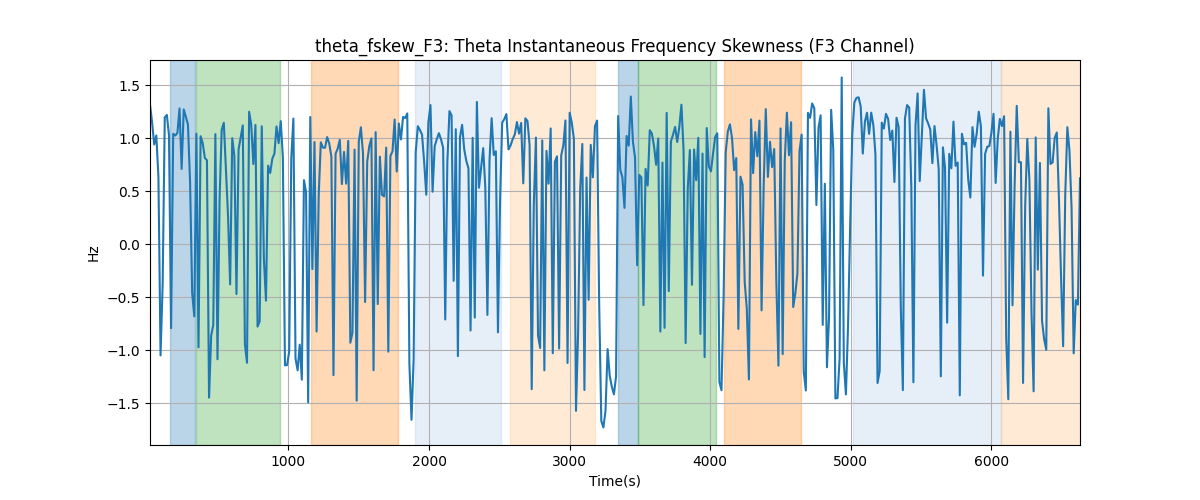 theta_fskew_F3: Theta Instantaneous Frequency Skewness (F3 Channel)
1.5
1.0
0.5
0.0
−0.5
−1.0
−1.5
Hz
1000 2000 3000 4000 5000 6000
Time(s)